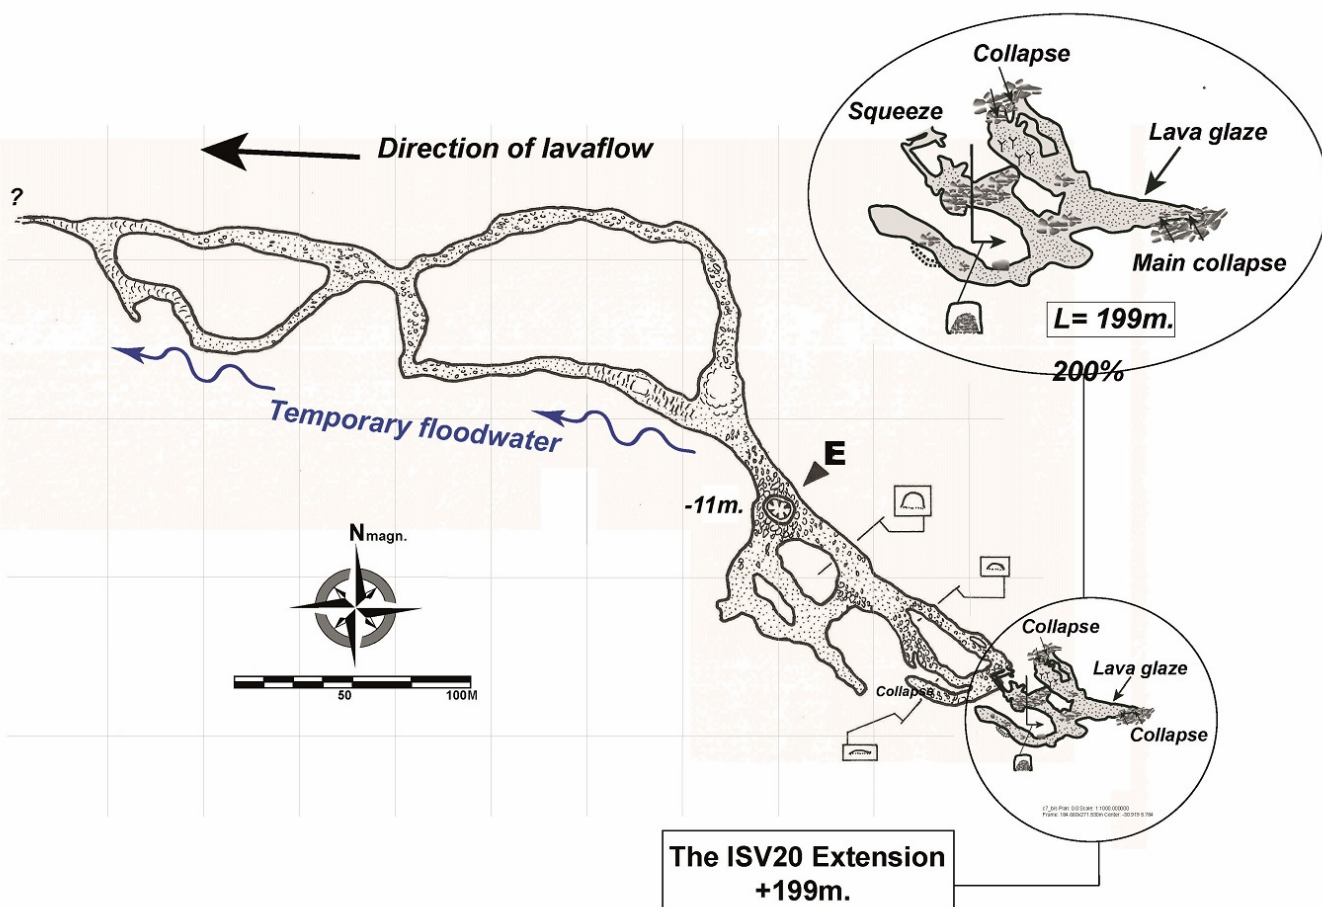 Collapse
Squeeze
Lava glaze
Main collapse
L= 199m.
200%
Direction of lavaflow
?
Temporary floodwater
E
-11m.
N magn.
50
100M
Collapse
Lava glaze
Collapse
Collapse
The ISV20 Extension
+199m.